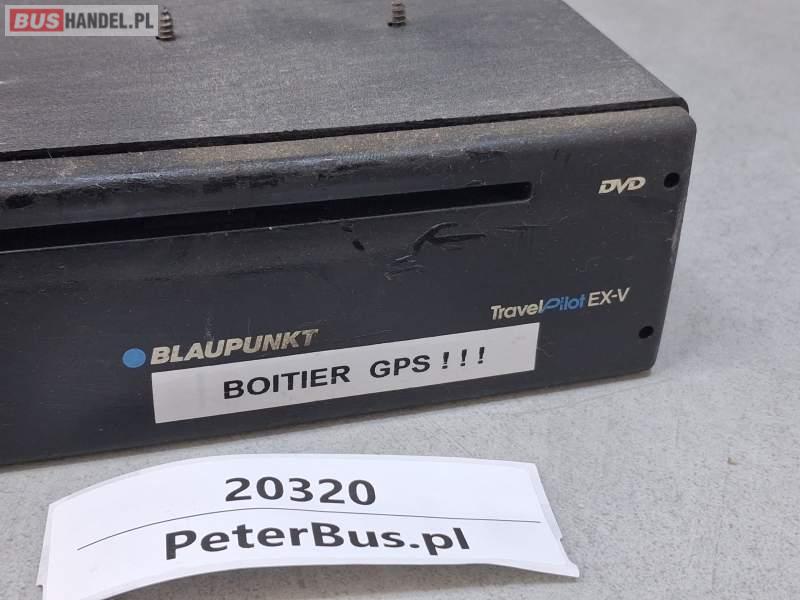 BUSHANDEL.PL
DVD
TravelPilot EX-V
BLAUPUNKT
BOITIER GPS!!!
20320
PeterBus.pl